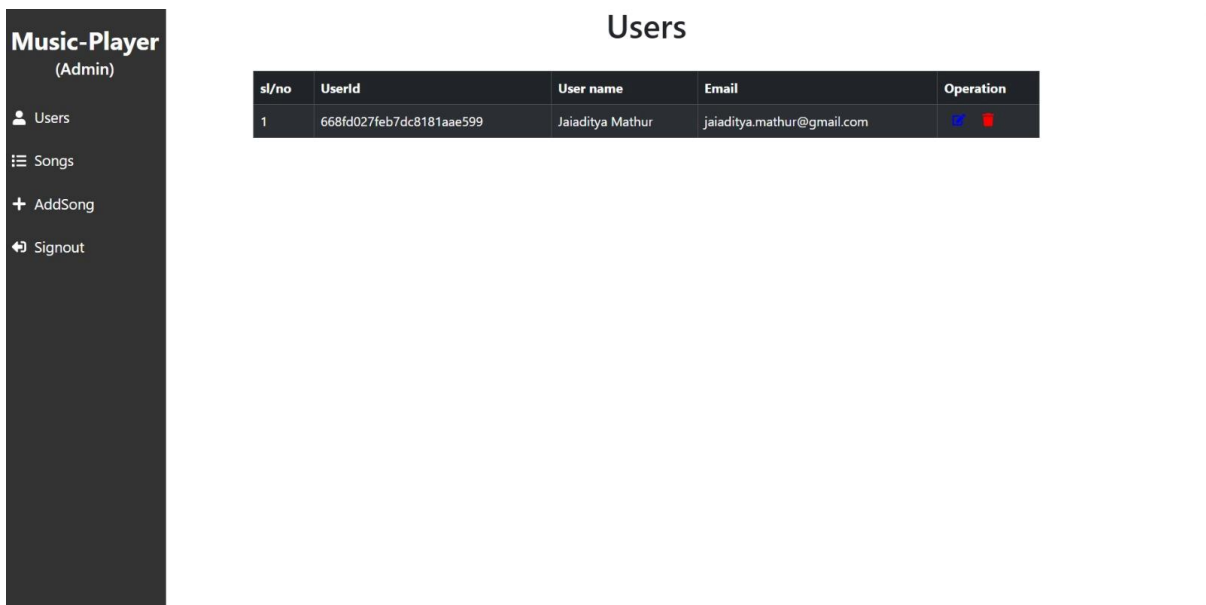 Music-Player
(Admin)
Users
Songs
AddSong
Signout
Users
sl/no UserId User name Email Operation
1 668fd027feb7dc8181aae599 Jaiaditya Mathur jaiaditya.mathur@gmail.com